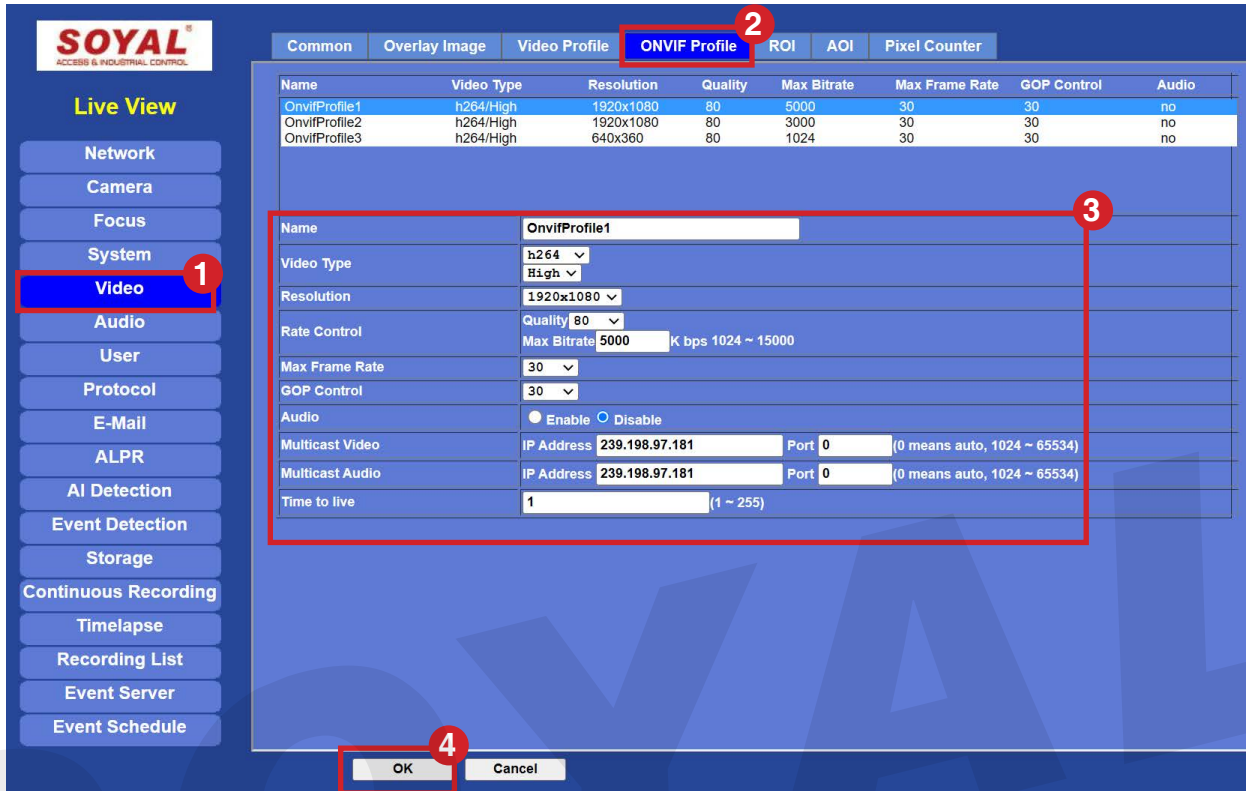 SOYAL®
ACCESS & INDUSTRIAL CONTROL
Live View
Network
Camera
Focus
System
1
Video
Audio
User
Protocol
E-Mail
ALPR
AI Detection
Event Detection
Storage
Continuous Recording
Timelapse
Recording List
Event Server
Event Schedule
2
Common Overlay Image Video Profile ONVIF Profile ROI AOI Pixel Counter
Name Video Type Resolution Quality Max Bitrate Max Frame Rate GOP Control Audio
OnvifProfile1 h264/High 1920x1080 80 5000 30 30 no
OnvifProfile2 h264/High 1920x1080 80 3000 30 30 no
OnvifProfile3 h264/High 640x360 80 1024 30 30 no
3
Name OnvifProfile1
Video Type h264
High
Resolution 1920x1080
Rate Control Quality 80
Max Bitrate 5000 K bps 1024 ~ 15000
Max Frame Rate 30
GOP Control 30
Audio Enable Disable
Multicast Video IP Address 239.198.97.181 Port 0 (0 means auto, 1024 ~ 65534)
Multicast Audio IP Address 239.198.97.181 Port 0 (0 means auto, 1024 ~ 65534)
Time to live 1 (1 ~ 255)
4
OK Cancel
SOYAL